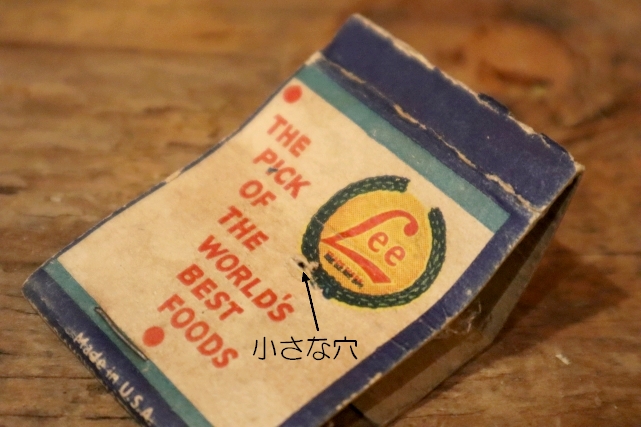 THE
PICK
OF
THE
WORLD'S
BEST
FOODS
Lee
小さな穴
Made in U.S.A.